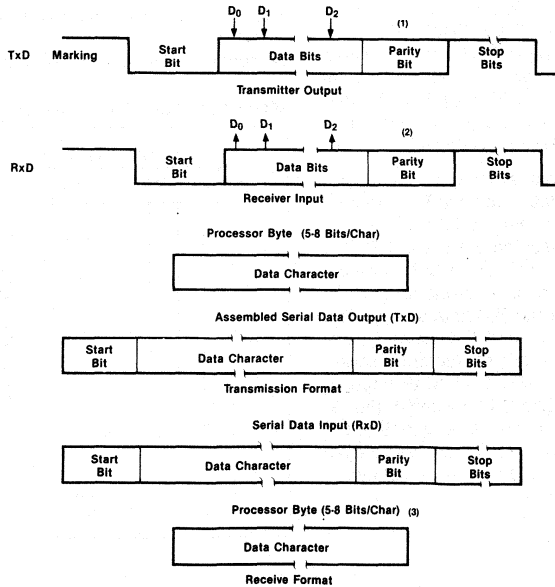 D0 D1 D2 (1)
TxD Marking Start Bit Data Bits Parity Bit Stop Bits
Transmitter Output
D0 D1 D2 (2)
RxD Start Bit Data Bits Parity Bit Stop Bits
Receiver Input
Processor Byte (5-8 Bits/Char)
Data Character
Assembled Serial Data Output (TxD)
Start Bit Data Character Parity Bit Stop Bits
Transmission Format
Serial Data Input (RxD)
Start Bit Data Character Parity Bit Stop Bits
Processor Byte (5-8 Bits/Char) (3)
Data Character
Receive Format